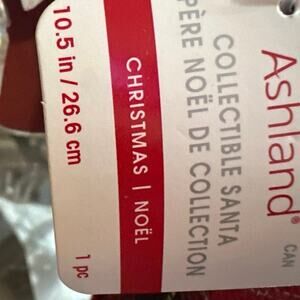 Ashland®
CAN
COLLECTIBLE SANTA
PÈRE NOËL DE COLLECTION
CHRISTMAS | NOËL
10.5 in / 26.6 cm
1 pc